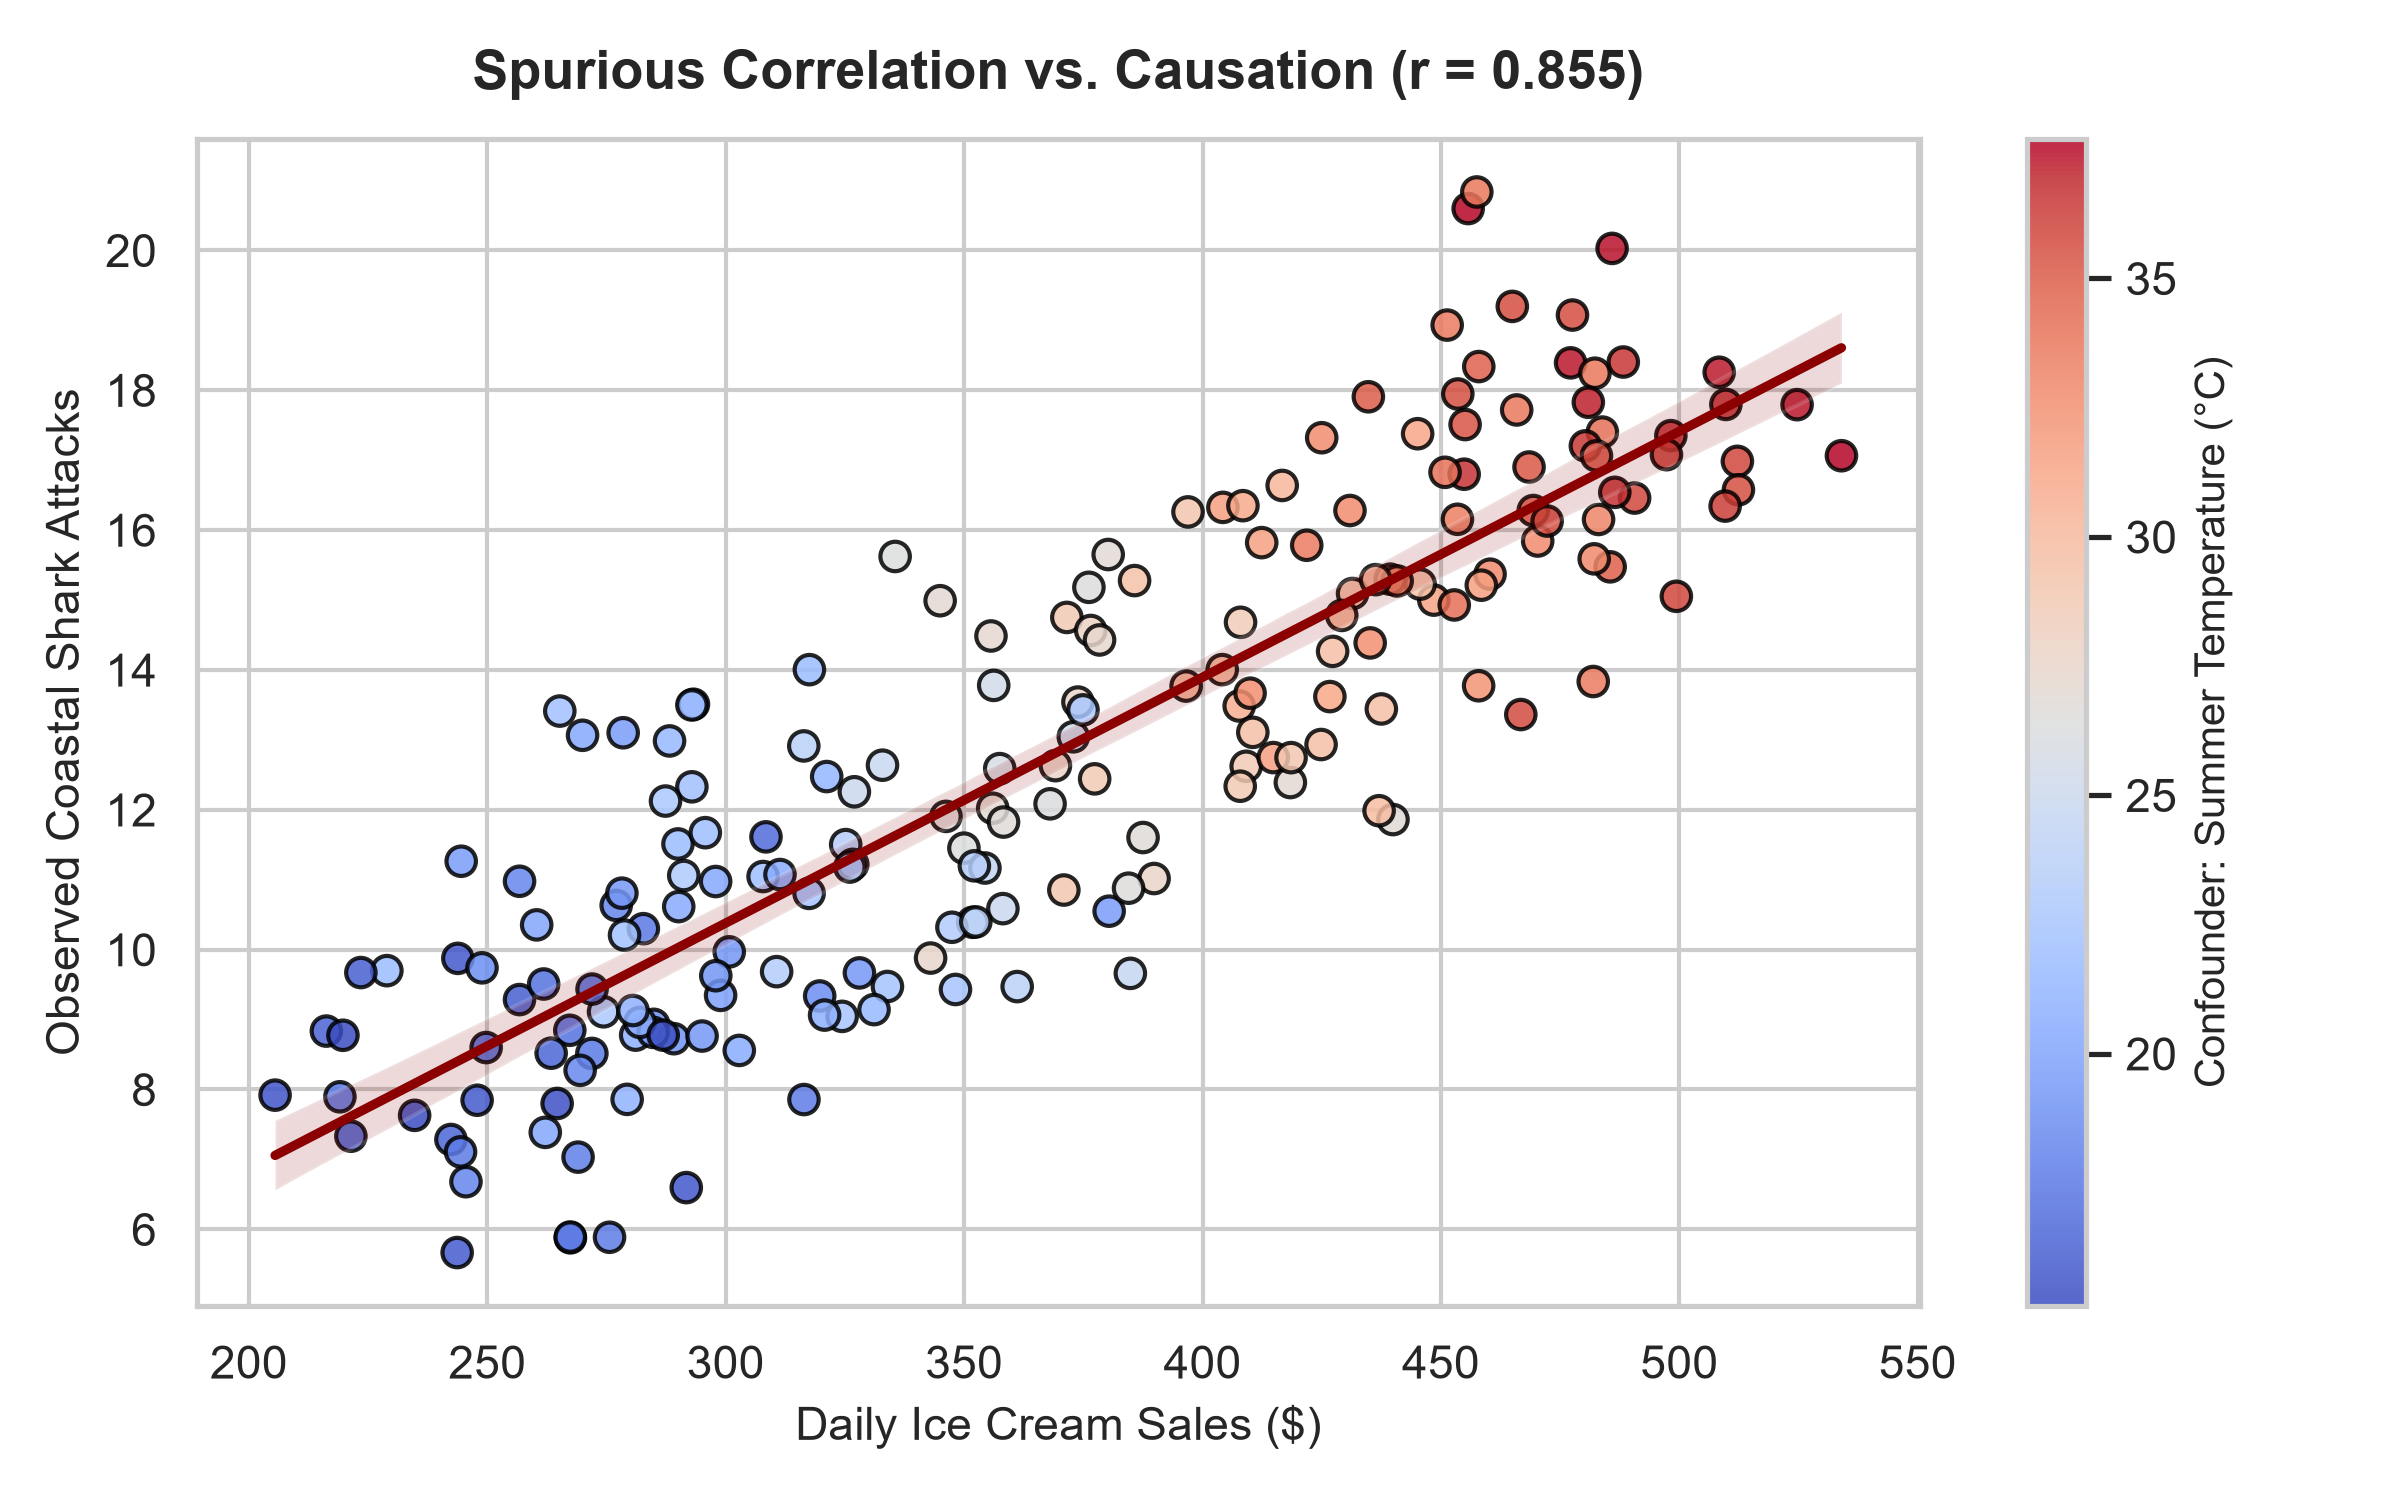 Spurious Correlation vs. Causation (r = 0.855)
Observed Coastal Shark Attacks
20
18
16
14
12
10
8
6
200 250 300 350 400 450 500 550
Daily Ice Cream Sales ($)
35
30
25
20
Confounder: Summer Temperature (°C)